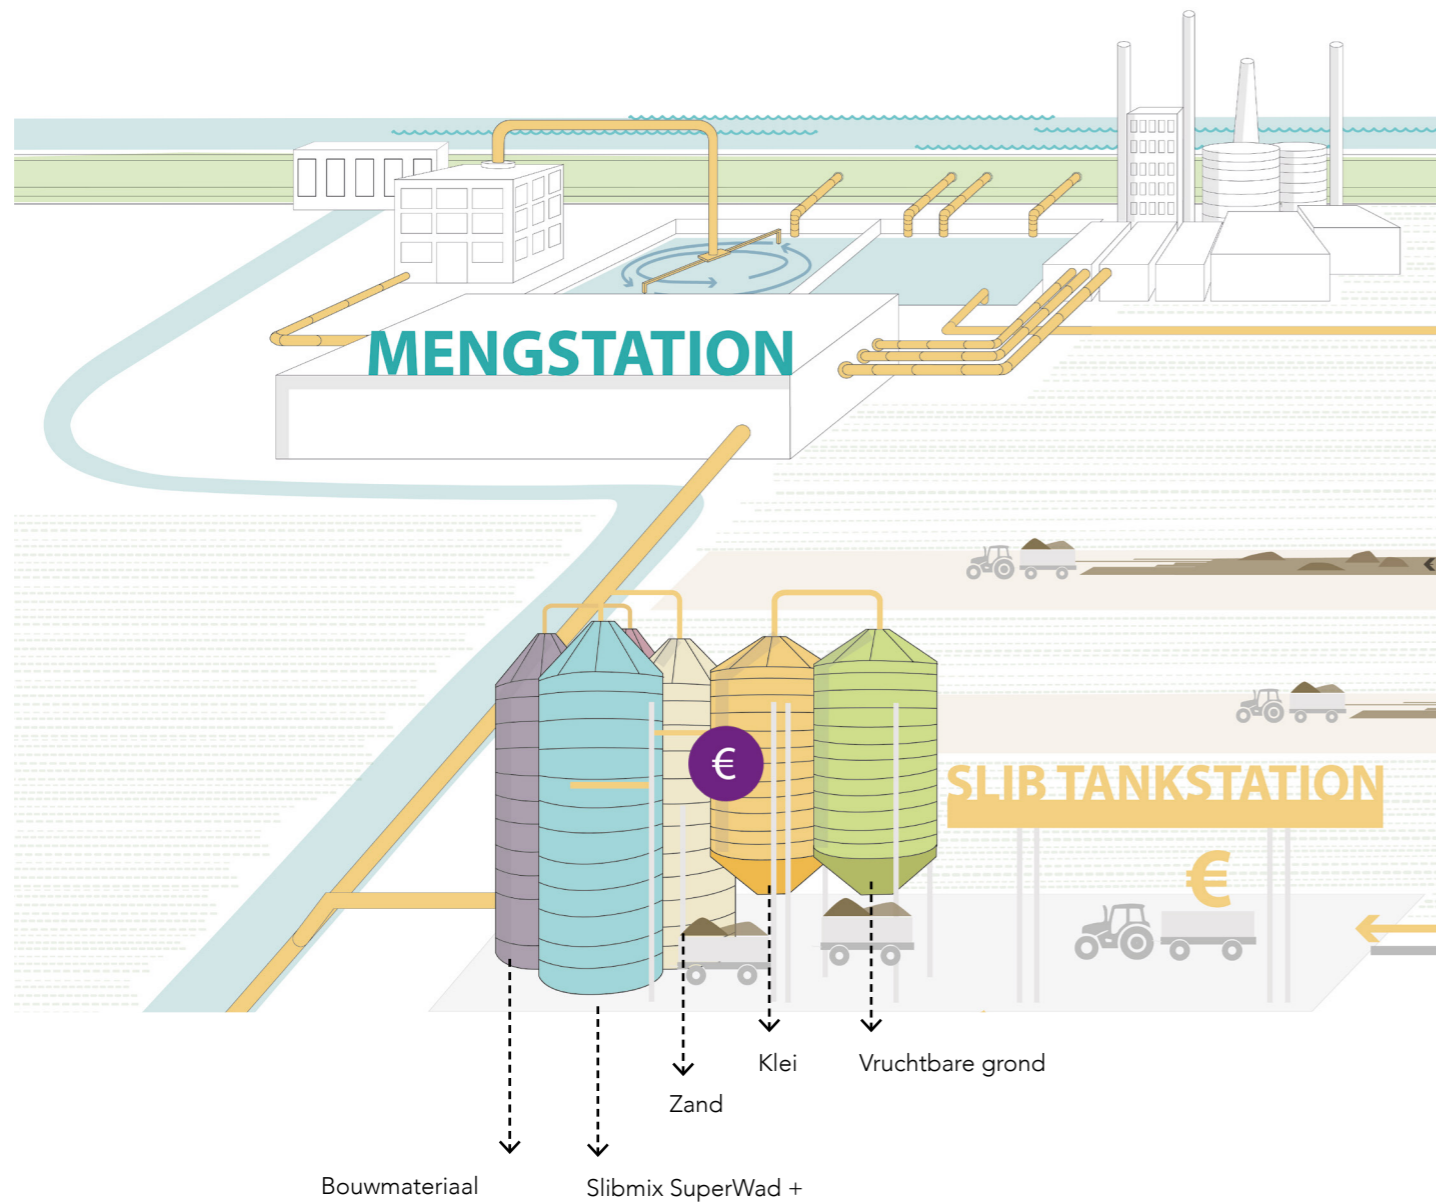 MENGSTATION
€
SLIB TANKSTATION
€
Klei
Vruchtbare grond
Zand
Bouwmateriaal
Slibmix SuperWad +